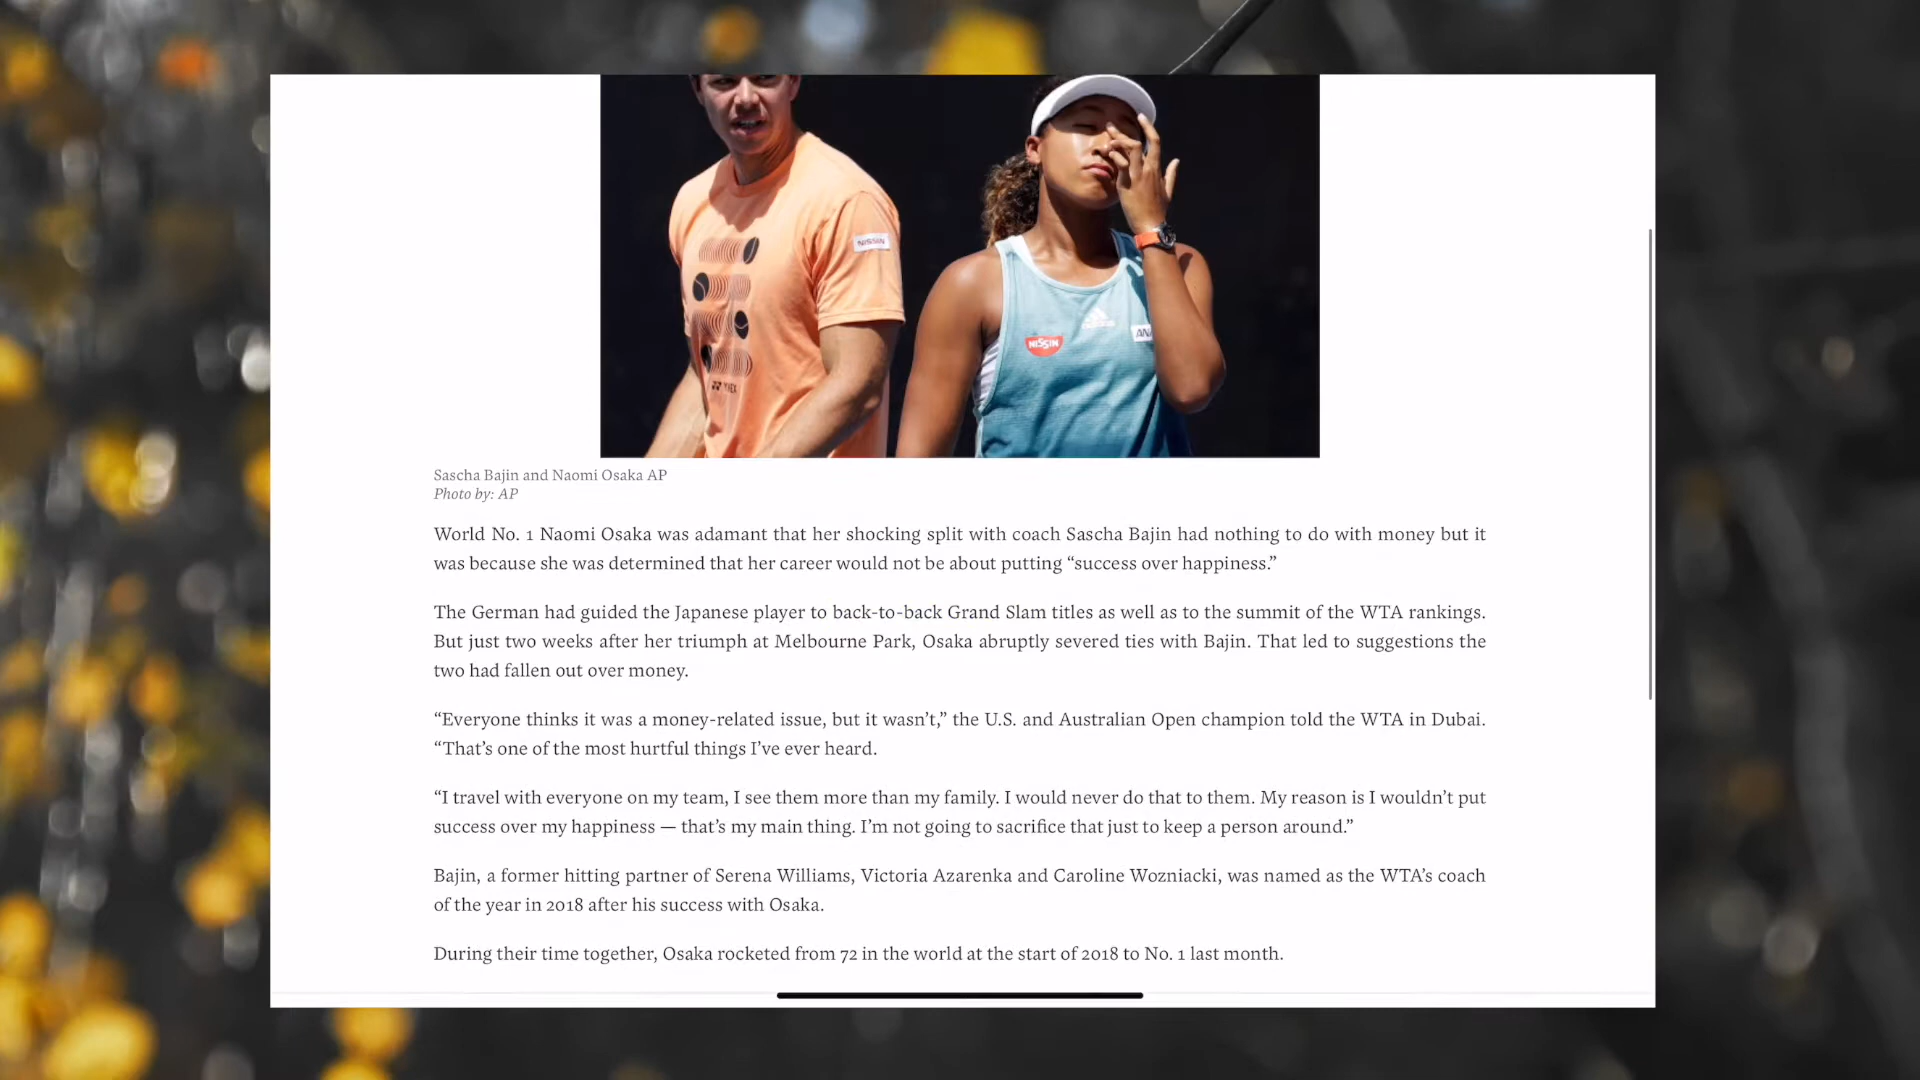 NISSIN
YONEX
adidas
NISSIN
AN
Sascha Bajin and Naomi Osaka AP
Photo by: AP
World No. 1 Naomi Osaka was adamant that her shocking split with coach Sascha Bajin had nothing to do with money but it
was because she was determined that her career would not be about putting “success over happiness.”
The German had guided the Japanese player to back-to-back Grand Slam titles as well as to the summit of the WTA rankings.
But just two weeks after her triumph at Melbourne Park, Osaka abruptly severed ties with Bajin. That led to suggestions the
two had fallen out over money.
“Everyone thinks it was a money-related issue, but it wasn’t,” the U.S. and Australian Open champion told the WTA in Dubai.
“That’s one of the most hurtful things I’ve ever heard.
“I travel with everyone on my team, I see them more than my family. I would never do that to them. My reason is I wouldn’t put
success over my happiness — that’s my main thing. I’m not going to sacrifice that just to keep a person around.”
Bajin, a former hitting partner of Serena Williams, Victoria Azarenka and Caroline Wozniacki, was named as the WTA’s coach
of the year in 2018 after his success with Osaka.
During their time together, Osaka rocketed from 72 in the world at the start of 2018 to No. 1 last month.